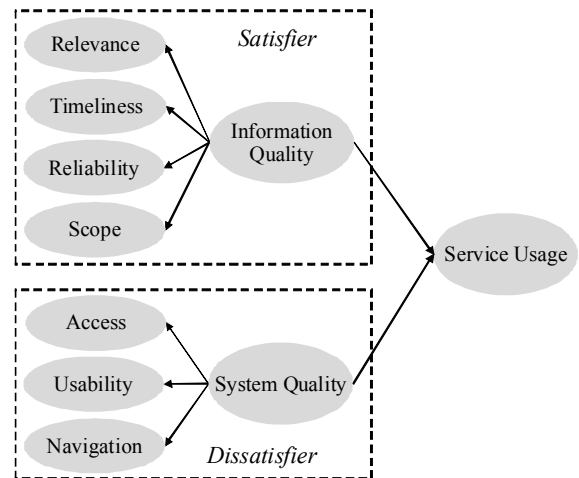 Satisfier
Relevance
Timeliness
Reliability
Scope
Information
Quality
Service Usage
Access
Usability
Navigation
System Quality
Dissatisfier